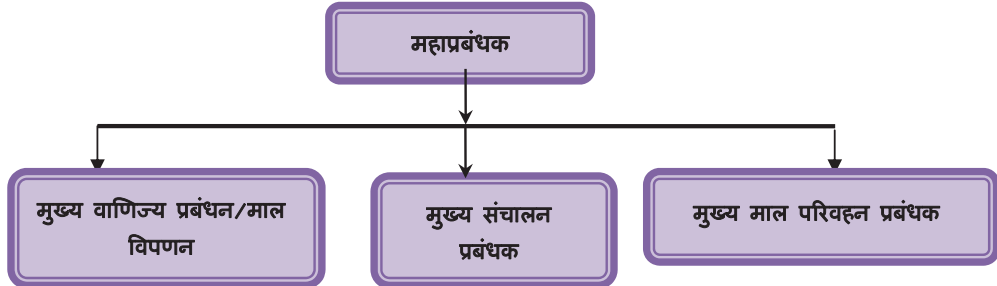 महाप्रबंधक
मुख्य वाणिज्य प्रबंधन/माल
विपणन
मुख्य संचालन
प्रबंधक
मुख्य माल परिवहन प्रबंधक